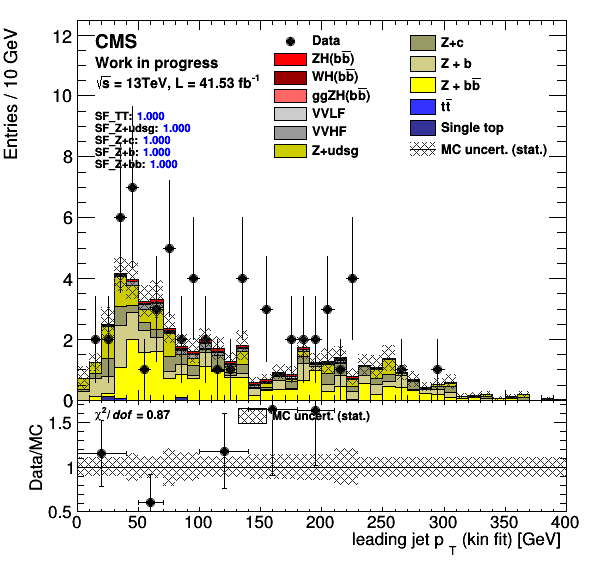 Entries / 10 GeV
12
10
8
6
4
2
0
CMS
Work in progress
√s = 13TeV, L = 41.53 fb⁻¹
SF_TT: 1.000
SF_Z+udsg: 1.000
SF_Z+c: 1.000
SF_Z+b: 1.000
SF_Z+bb: 1.000
Data
ZH(bb̅)
WH(bb̅)
ggZH(bb̅)
VVLF
VVHF
Z+udsg
Z+c
Z + b
Z + bb̅
tt̅
Single top
MC uncert. (stat.)
Data/MC
1.5
1
0.5
χ²/ dof = 0.87
MC uncert. (stat.)
0 50 100 150 200 250 300 350 400
leading jet p_T (kin fit) [GeV]